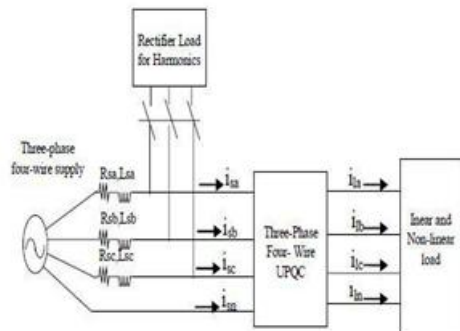 Rectifier Load
for Harmonics
Three-phase
four-wire supply
Rsa,Lsa
isa
ila
Rsb,Lsb
isb
ilb
Rsc,Lsc
isc
ilc
isn
iln
Three-Phase
Four- Wire
UPQC
inear and
Non-linear
load